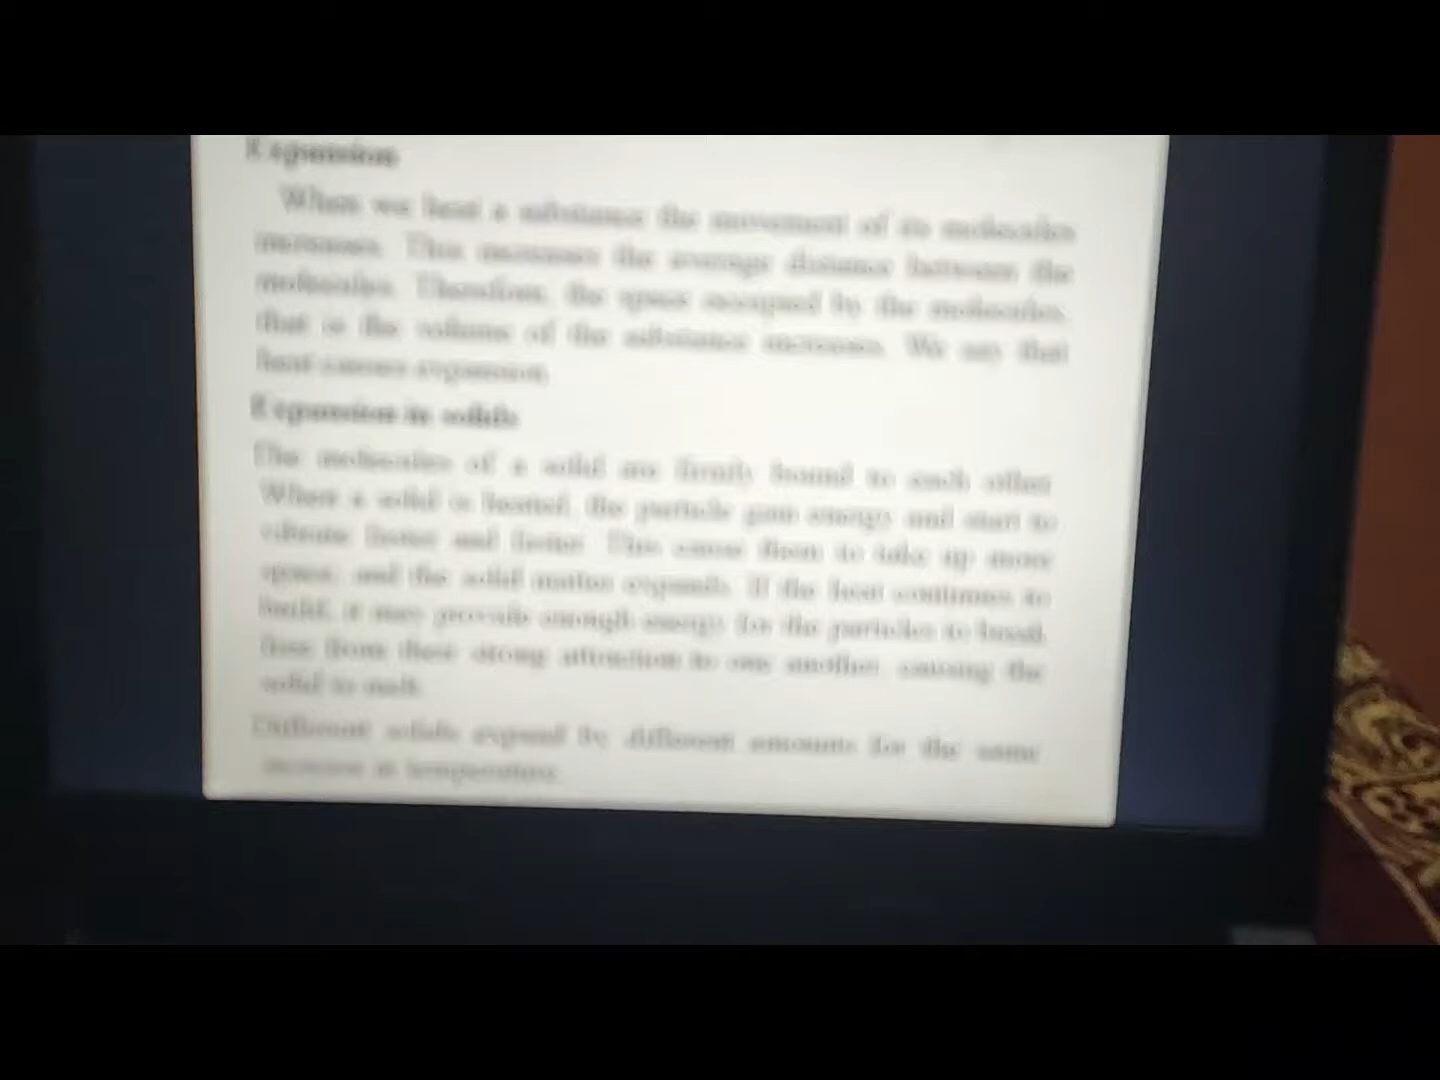 Expansion
When we heat a substance the movement of its molecules
increases. This increases the average distance between the
molecules. Therefore, the space occupied by the molecules,
that is the volume of the substance increases. We say that
heat causes expansion.
Expansion in solids
The molecules of a solid are firmly bound to each other.
When a solid is heated, the particle gain energy and start to
vibrate faster and faster. This cause them to take up more
space, and the solid matter expands. If the heat continues to
build, it may provide enough energy for the particles to break
free from their strong attraction to one another, causing the
solid to melt.
Different solids expand by different amounts for the same
increase in temperature.